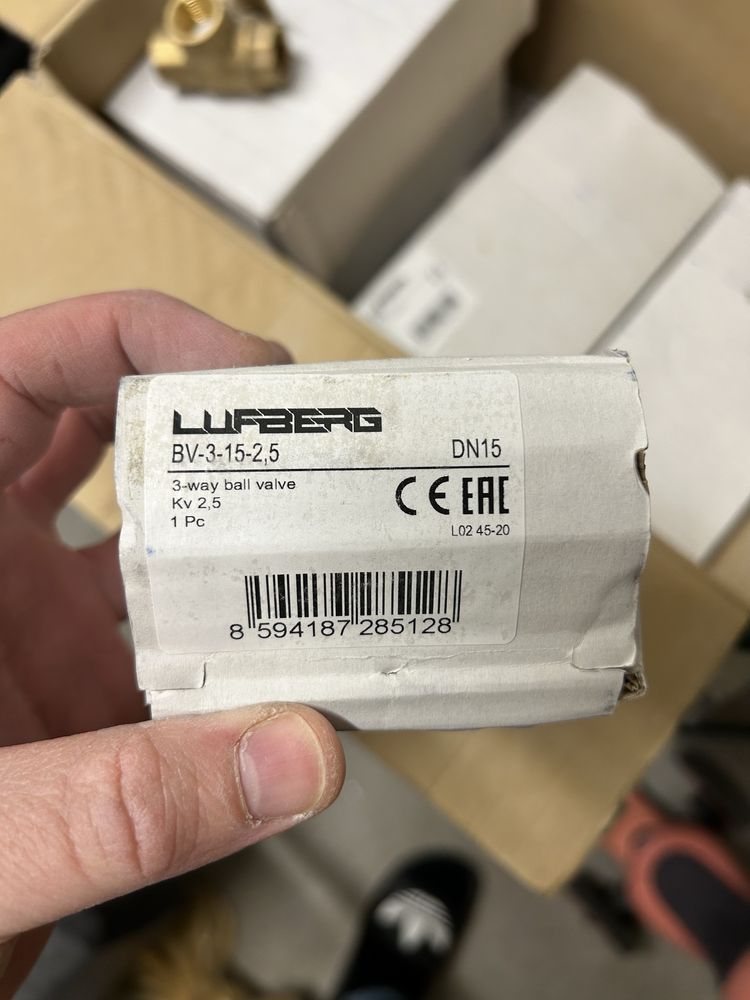 LUFBERG
BV-3-15-2,5 DN15
3-way ball valve
Kv 2,5
1 Pc
CE EAC
L02 45-20
8 594187 285128